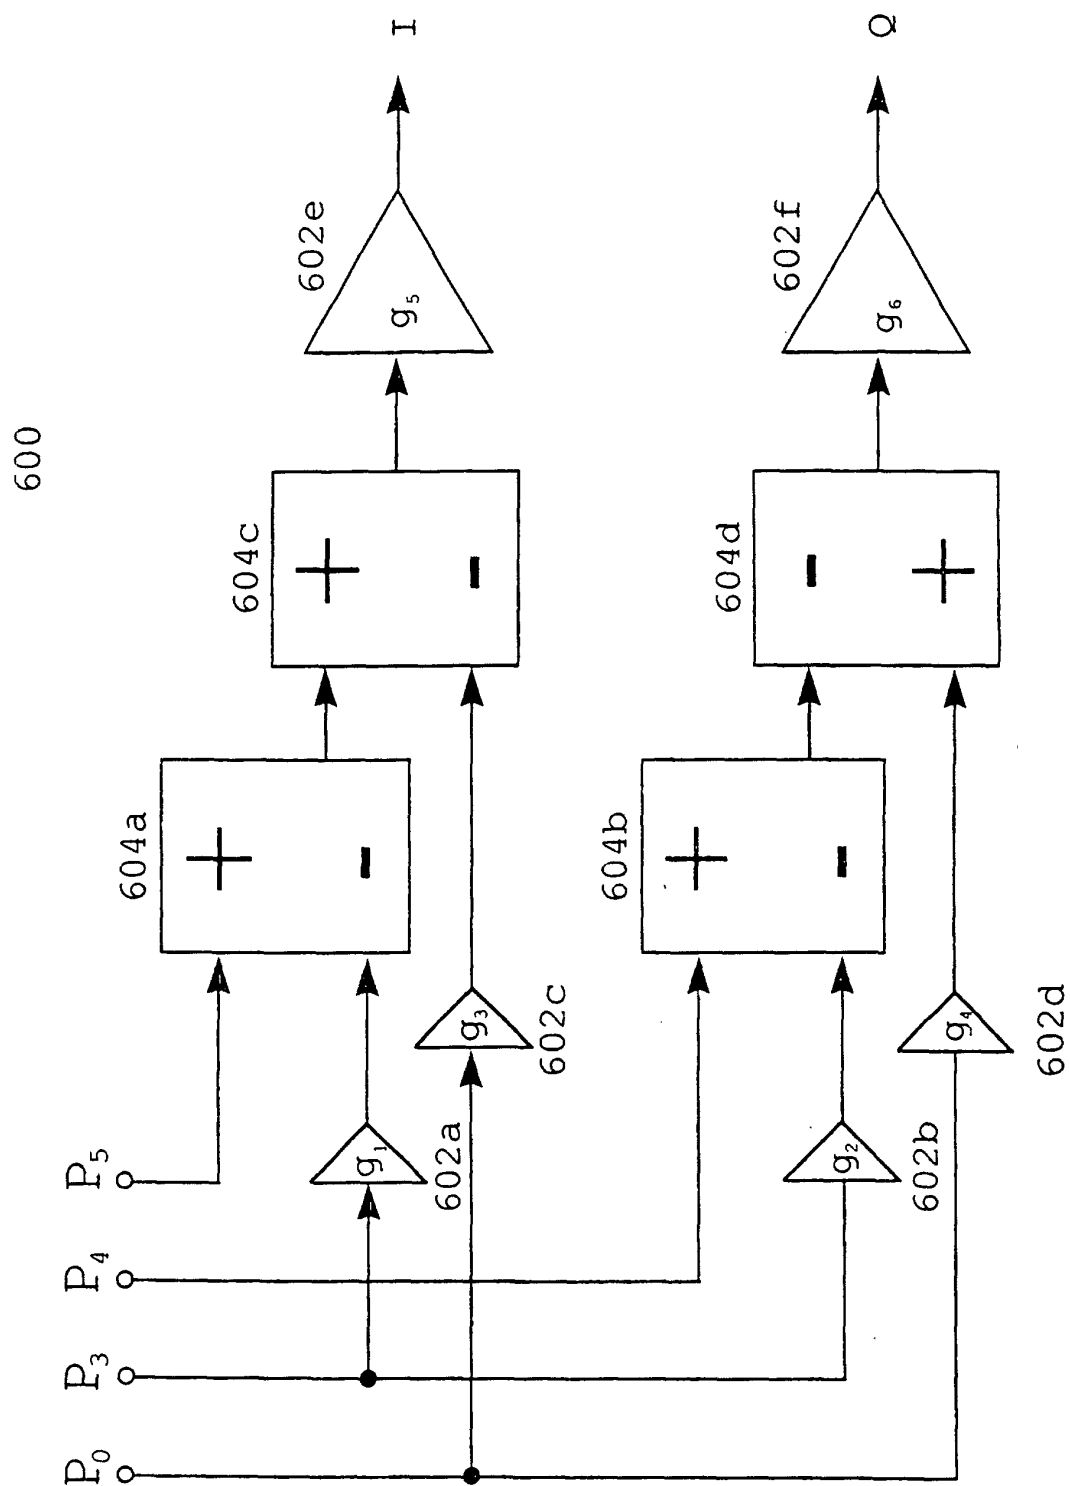 600
P₅
P₄
P₃
P₀
604a
+
-
g₁
602a
g₃
602c
604c
+
-
g₅
602e
I
604b
+
-
g₂
602b
g₄
602d
604d
-
+
g₆
602f
Q